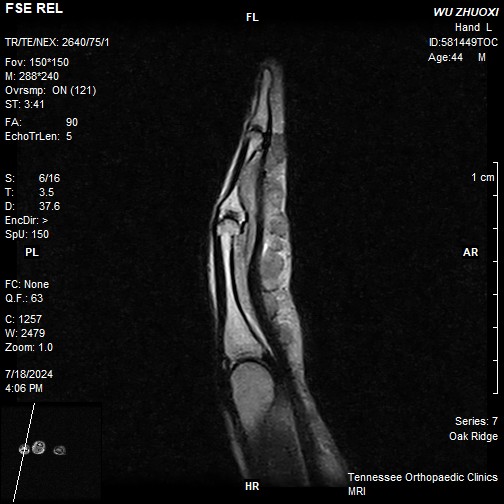 FSE REL
WU ZHUOXI
Hand L
ID:581449TOC
Age:44 M
FL
TR/TE/NEX: 2640/75/1
Fov: 150*150
M: 288*240
Ovrsmp: ON (121)
ST: 3:41
FA: 90
EchoTrLen: 5
S: 6/16
T: 3.5
D: 37.6
EncDir: >
SpU: 150
1 cm
PL
AR
FC: None
Q.F.: 63
C: 1257
W: 2479
Zoom: 1.0
7/18/2024
4:06 PM
Series: 7
Oak Ridge
HR
Tennessee Orthopaedic Clinics
MRI